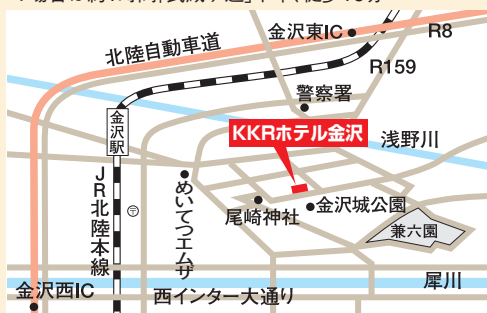 金沢東IC
R8
北陸自動車道
R159
警察署
金沢駅
KKRホテル金沢
浅野川
JR北陸本線
〒
めいてつエムザ
尾崎神社
金沢城公園
兼六園
犀川
金沢西IC
西インター大通り